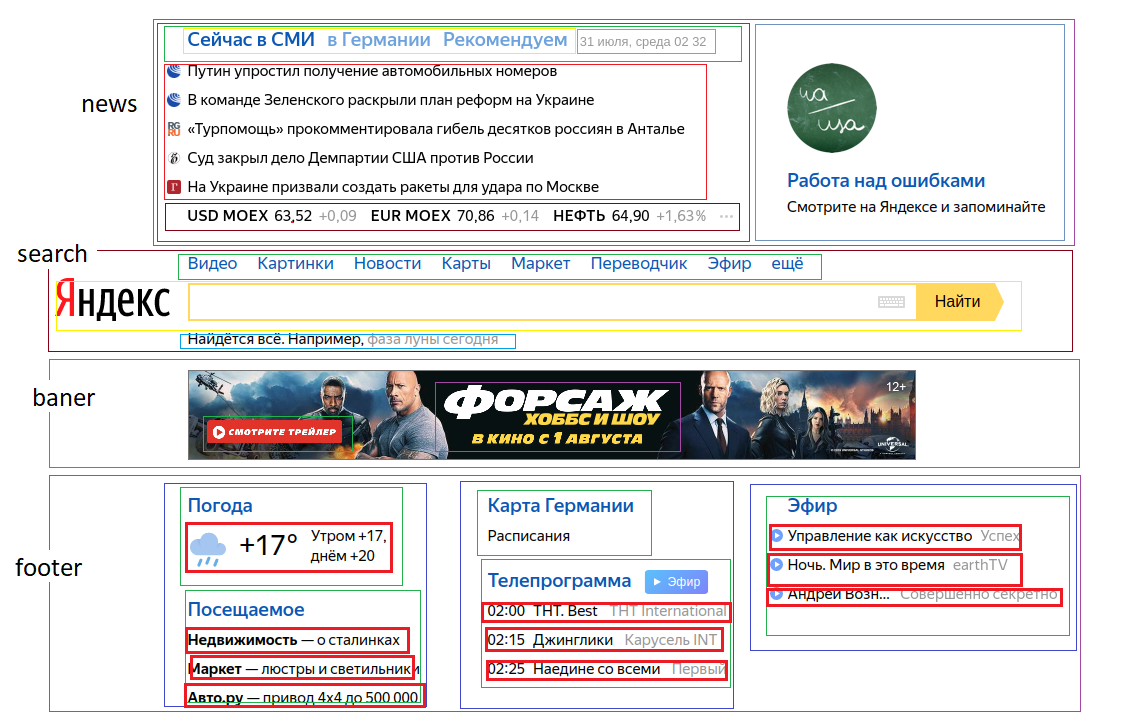 news
Сейчас в СМИ в Германии Рекомендуем 31 июля, среда 02 32
Путин упростил получение автомобильных номеров
В команде Зеленского раскрыли план реформ на Украине
RG RU «Турпомощь» прокомментировала гибель десятков россиян в Анталье
Суд закрыл дело Демпартии США против России
Г На Украине призвали создать ракеты для удара по Москве
USD MOEX 63,52 +0,09 EUR MOEX 70,86 +0,14 НЕФТЬ 64,90 +1,63% ···
Работа над ошибками
Смотрите на Яндексе и запоминайте
search
Видео Картинки Новости Карты Маркет Переводчик Эфир ещё
Яндекс Найти
Найдётся всё. Например, фаза луны сегодня
baner
12+
ФОРСАЖ
ХОББС И ШОУ
СМОТРИТЕ ТРЕЙЛЕР
В КИНО С 1 АВГУСТА
UNIVERSAL
footer
Погода
+17° Утром +17,
днём +20
Посещаемое
Недвижимость — о сталинках
Маркет — люстры и светильники
Авто.ру — привод 4x4 до 500 000
Карта Германии
Расписания
Телепрограмма Эфир
02:00 ТНТ. Best ТНТ International
02:15 Джинглики Карусель INT
02:25 Наедине со всеми Первый
Эфир
Управление как искусство Успех
Ночь. Мир в это время earthTV
Андрей Возн... Совершенно секретно